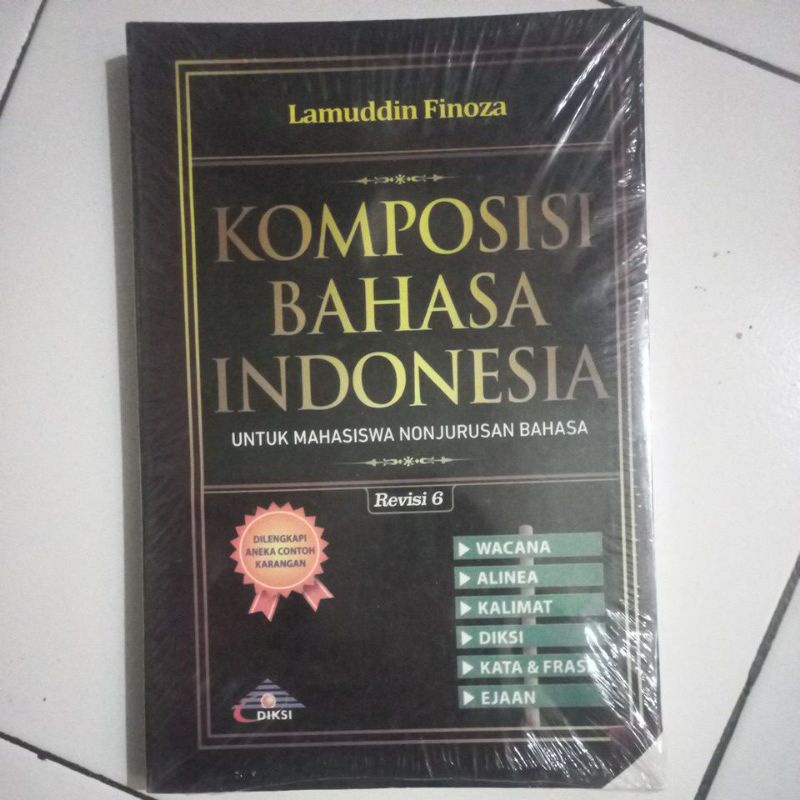 Lamuddin Finoza
KOMPOSISI
BAHASA
INDONESIA
UNTUK MAHASISWA NONJURUSAN BAHASA
Revisi 6
DILENGKAPI
ANEKA CONTOH
KARANGAN
WACANA
ALINEA
KALIMAT
DIKSI
KATA & FRASE
EJAAN
DIKSI